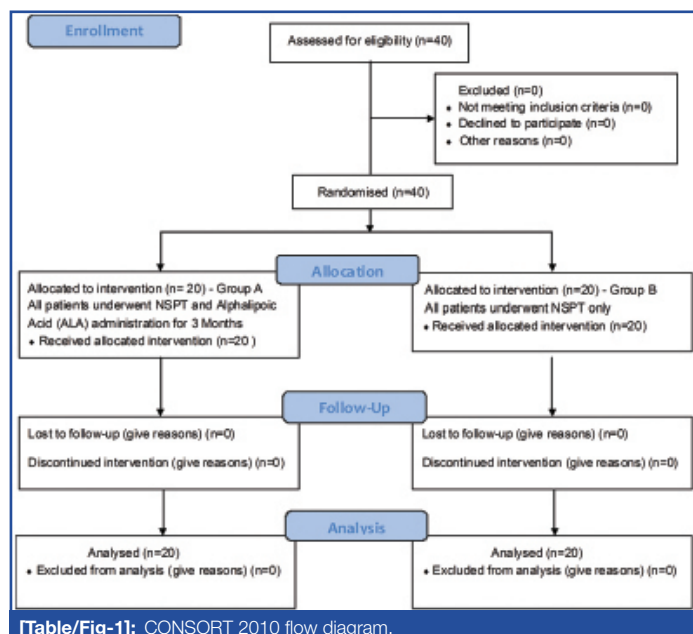 Enrollment
Assessed for eligibility (n=40)
Excluded (n=0)
• Not meeting inclusion criteria (n=0)
• Declined to participate (n=0)
• Other reasons (n=0)
Randomised (n=40)
Allocation
Allocated to intervention (n= 20) - Group A
All patients underwent NSPT and Alphalipoic
Acid (ALA) administration for 3 Months
• Received allocated intervention (n=20 )
Allocated to intervention (n=20) - Group B
All patients underwent NSPT only
• Received allocated intervention (n=20)
Follow-Up
Lost to follow-up (give reasons) (n=0)
Discontinued intervention (give reasons) (n=0)
Lost to follow-up (give reasons) (n=0)
Discontinued intervention (give reasons) (n=0)
Analysis
Analysed (n=20)
• Excluded from analysis (give reasons) (n=0)
Analysed (n=20)
• Excluded from analysis (give reasons) (n=0)
[Table/Fig-1]: CONSORT 2010 flow diagram.